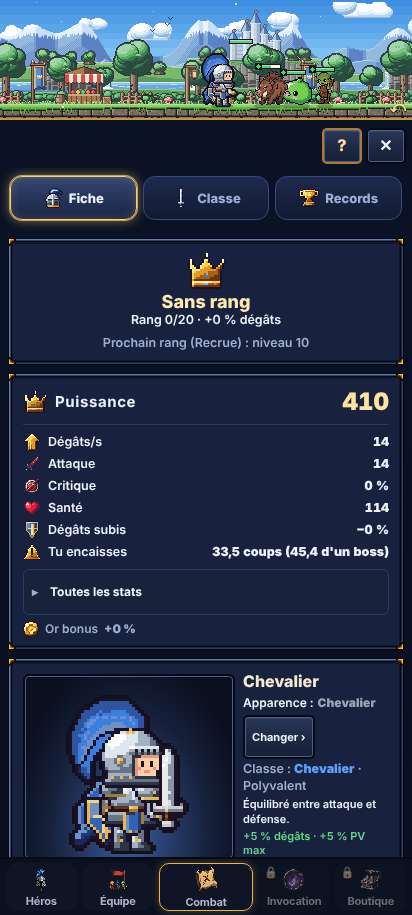 ?
×
Fiche
Classe
Records
Sans rang
Rang 0/20 · +0 % dégâts
Prochain rang (Recrue) : niveau 10
Puissance 410
Dégâts/s 14
Attaque 14
Critique 0 %
Santé 114
Dégâts subis −0 %
Tu encaisses 33,5 coups (45,4 d'un boss)
▸ Toutes les stats
Or bonus +0 %
Chevalier
Apparence : Chevalier
Changer ›
Classe : Chevalier ·
Polyvalent
Équilibré entre attaque et
défense.
+5 % dégâts · +5 % PV
max
Héros
Équipe
Combat
Invocation
Boutique